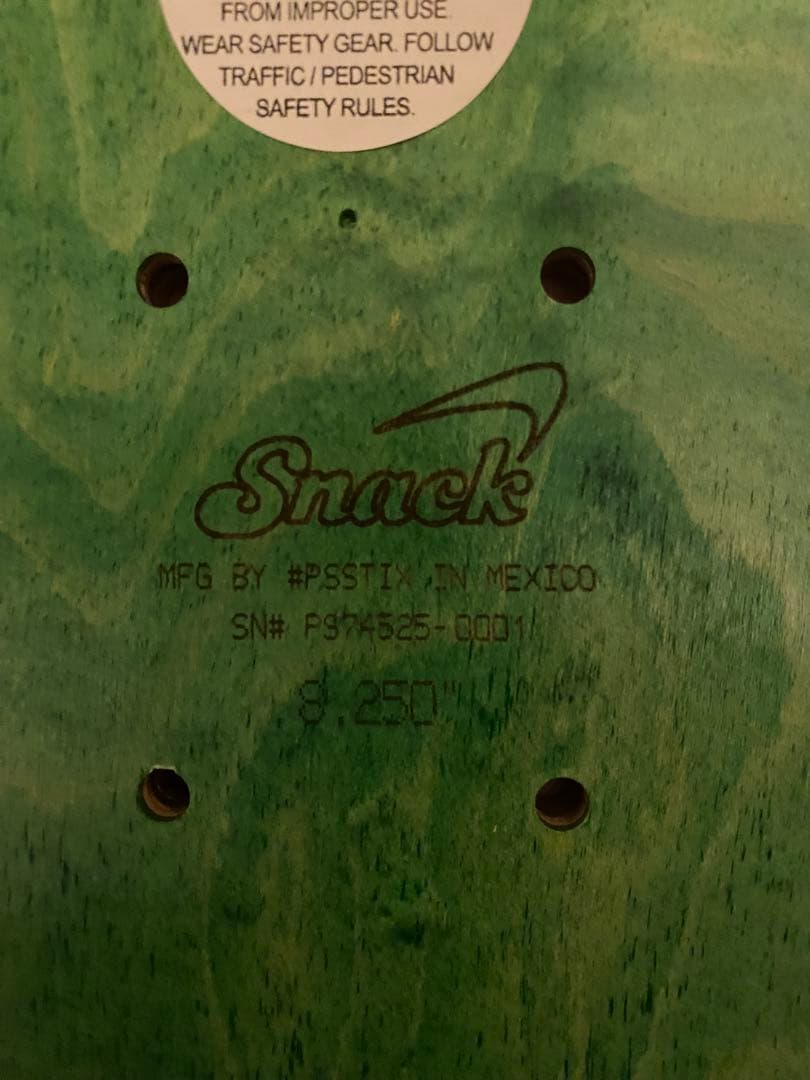 FROM IMPROPER USE.
WEAR SAFETY GEAR. FOLLOW
TRAFFIC / PEDESTRIAN
SAFETY RULES.
Snack
MFG BY #PSSTIX IN MEXICO
SN# PS74525-0001
8.250"